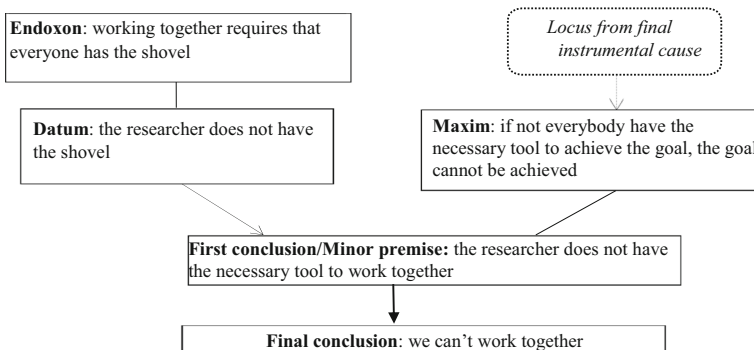 Endoxon: working together requires that
everyone has the shovel
Locus from final
instrumental cause
Datum: the researcher does not have
the shovel
Maxim: if not everybody have the
necessary tool to achieve the goal, the goal
cannot be achieved
First conclusion/Minor premise: the researcher does not have
the necessary tool to work together
Final conclusion: we can't work together